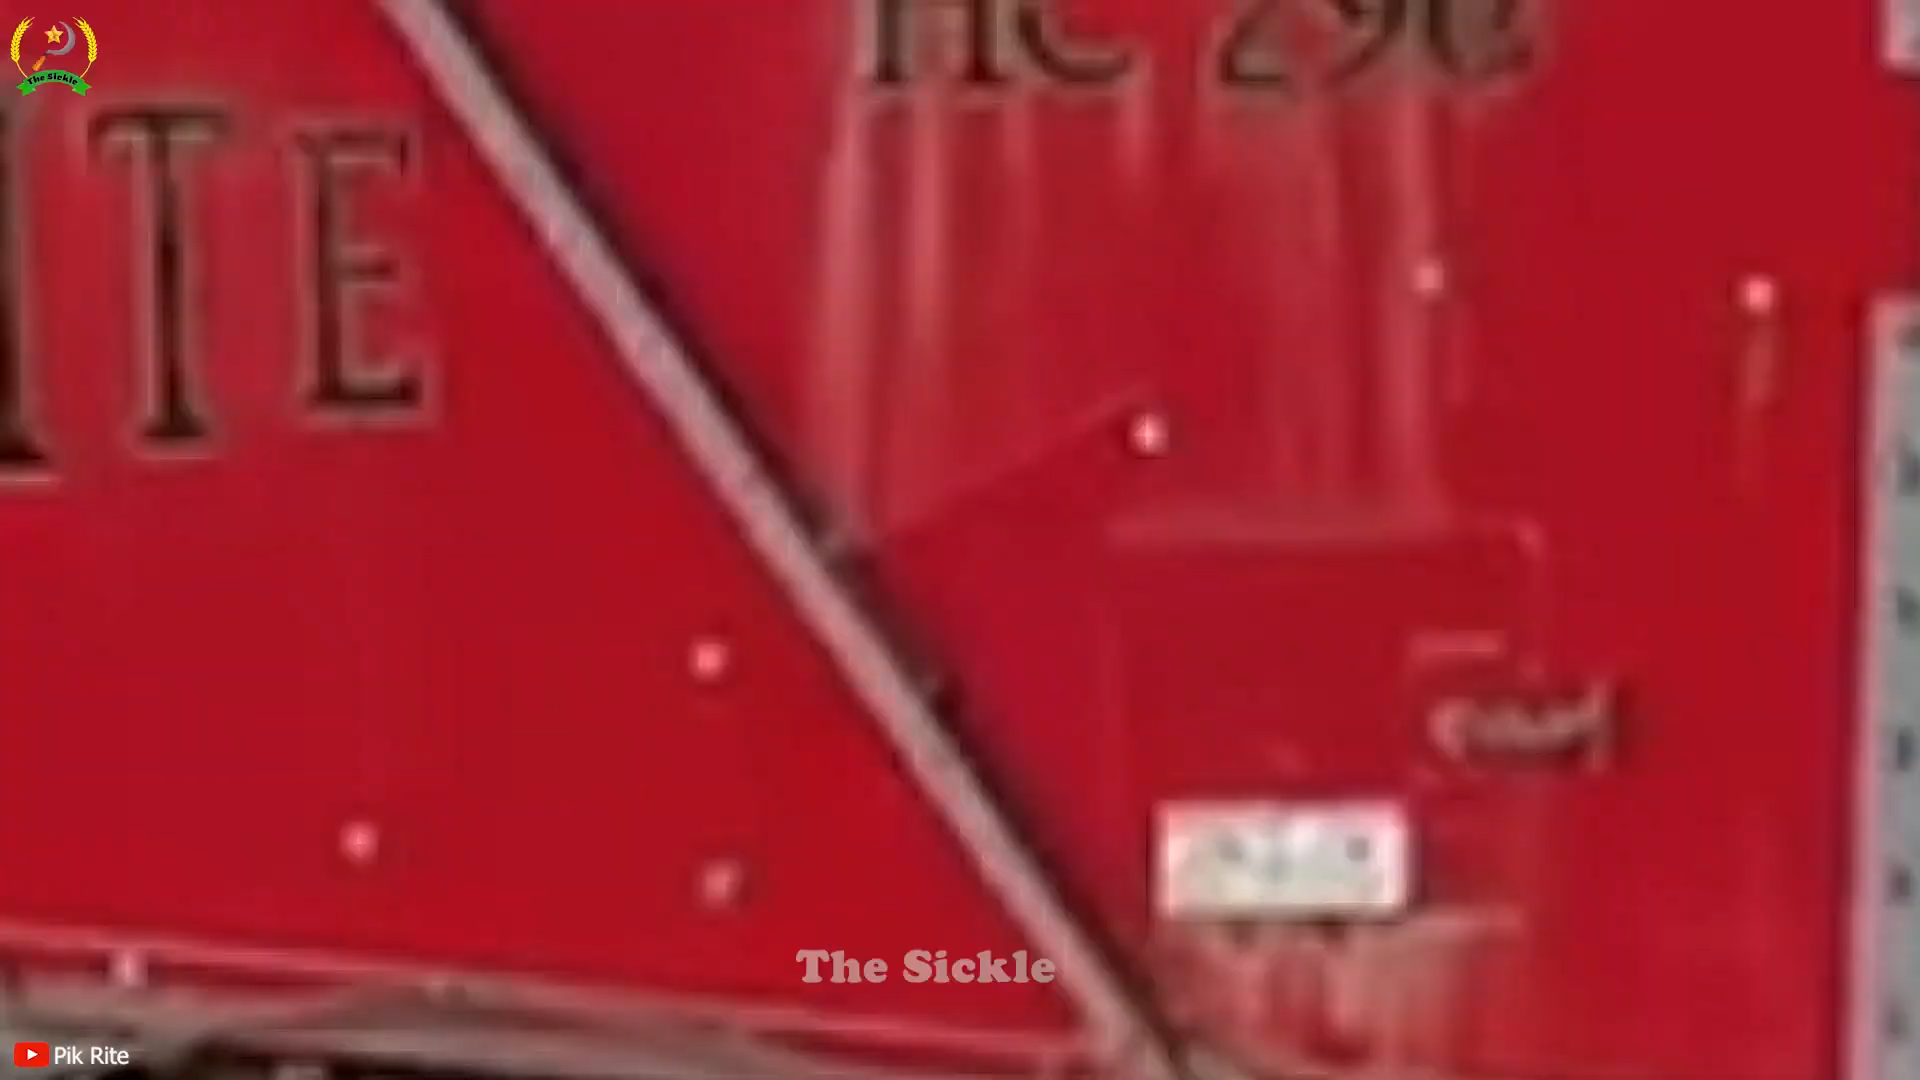 The Sickle
HC 290
ITE
The Sickle
Pik Rite